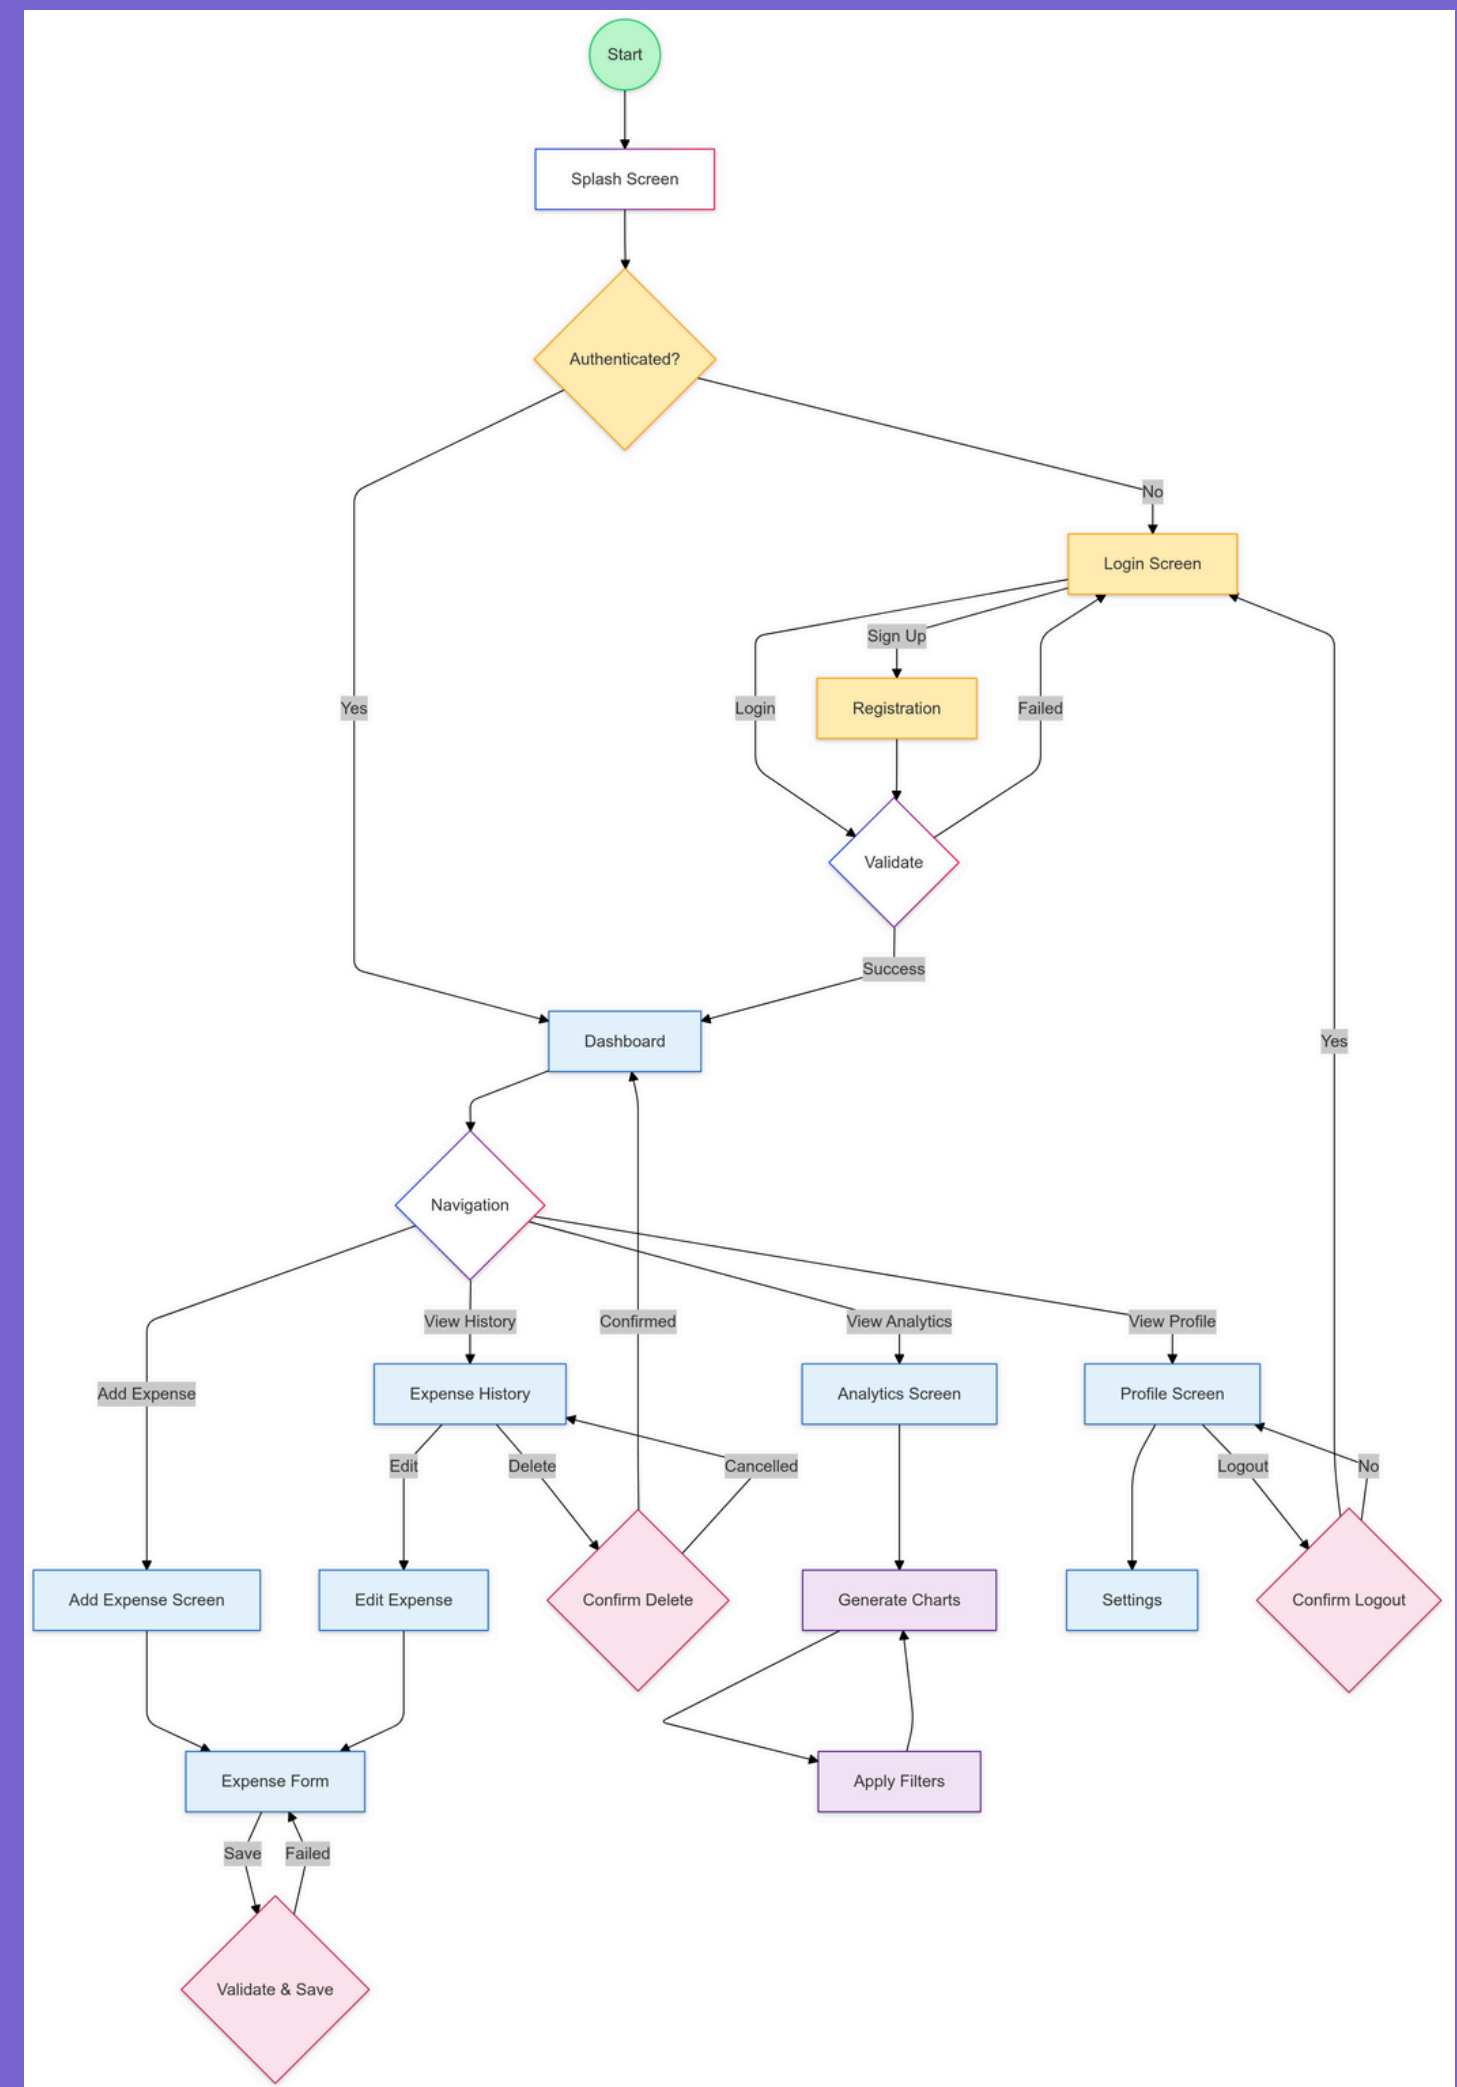 Start
Splash Screen
Authenticated?
No
Login Screen
Sign Up
Yes
Login
Registration
Failed
Validate
Success
Dashboard
Yes
Navigation
View History
Confirmed
View Analytics
View Profile
Add Expense
Expense History
Analytics Screen
Profile Screen
Edit
Delete
Cancelled
Logout
No
Add Expense Screen
Edit Expense
Confirm Delete
Generate Charts
Settings
Confirm Logout
Expense Form
Apply Filters
Save
Failed
Validate & Save